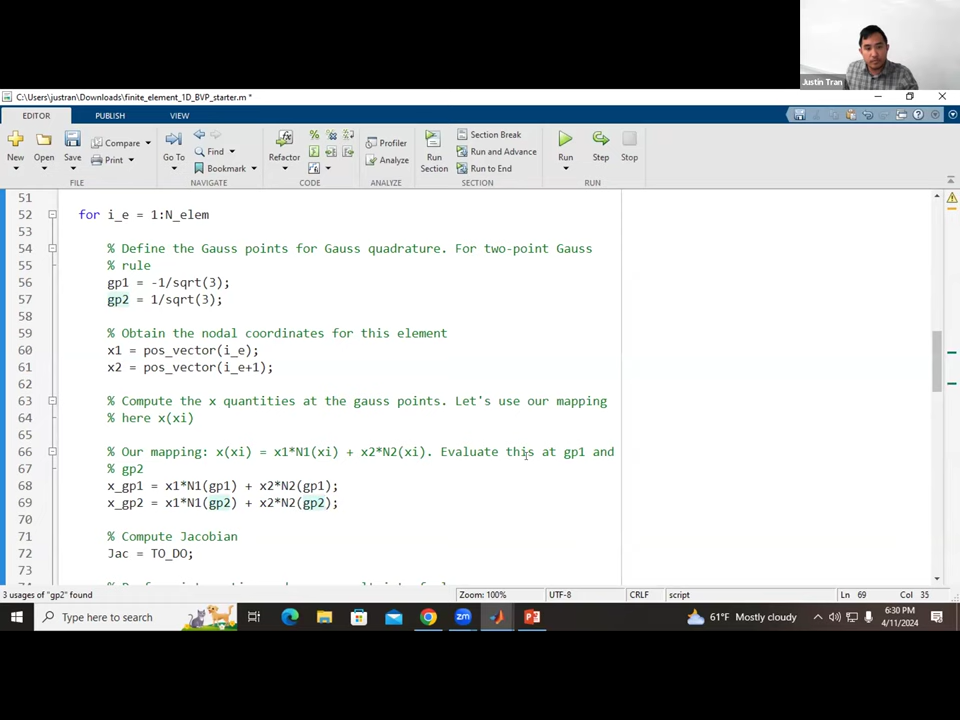 Justin Tran
C:\Users\justran\Downloads\finite_element_1D_BVP_starter.m *
EDITOR PUBLISH VIEW
New Open Save Compare Print Go To Find Bookmark Refactor Profiler Analyze Run Section Section Break Run and Advance Run to End Run Step Stop
FILE NAVIGATE CODE ANALYZE SECTION RUN
51
52 for i_e = 1:N_elem
53
54 % Define the Gauss points for Gauss quadrature. For two-point Gauss
55 % rule
56 gp1 = -1/sqrt(3);
57 gp2 = 1/sqrt(3);
58
59 % Obtain the nodal coordinates for this element
60 x1 = pos_vector(i_e);
61 x2 = pos_vector(i_e+1);
62
63 % Compute the x quantities at the gauss points. Let's use our mapping
64 % here x(xi)
65
66 % Our mapping: x(xi) = x1*N1(xi) + x2*N2(xi). Evaluate this at gp1 and
67 % gp2
68 x_gp1 = x1*N1(gp1) + x2*N2(gp1);
69 x_gp2 = x1*N1(gp2) + x2*N2(gp2);
70
71 % Compute Jacobian
72 Jac = TO_DO;
73
3 usages of "gp2" found Zoom: 100% UTF-8 CRLF script Ln 69 Col 35
Type here to search 61°F Mostly cloudy 6:30 PM
4/11/2024